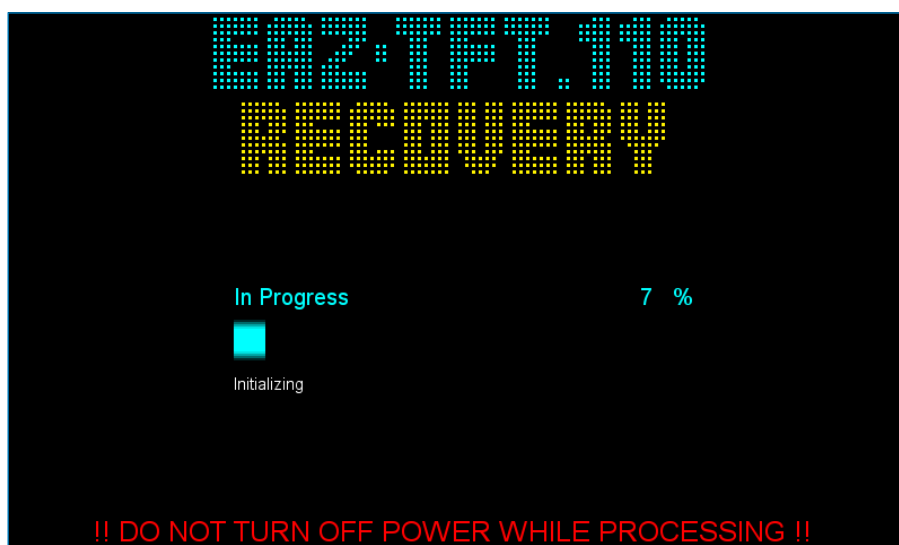 EAZ-TFT.110
RECOVERY
In Progress 7 %
Initializing
!! DO NOT TURN OFF POWER WHILE PROCESSING !!